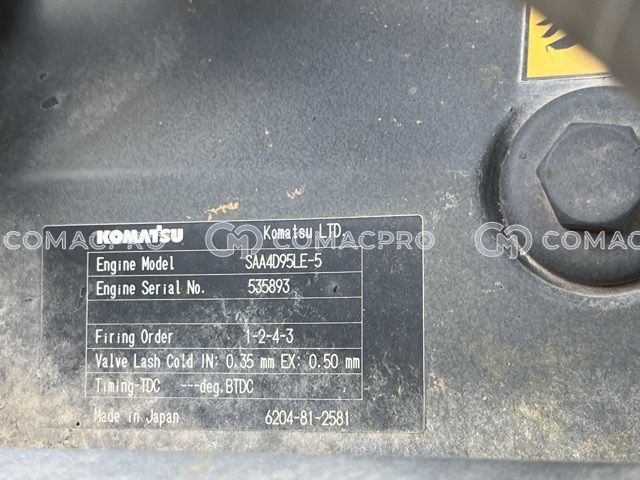 KOMATSU Komatsu LTD.
Engine Model SAA4D95LE-5
Engine Serial No. 535893
Firing Order 1-2-4-3
Valve Lash Cold IN: 0.35 mm EX: 0.50 mm
Timing-TDC ---deg.BTDC
Made in Japan 6204-81-2581
COMACPRO COMACPRO COMACPRO